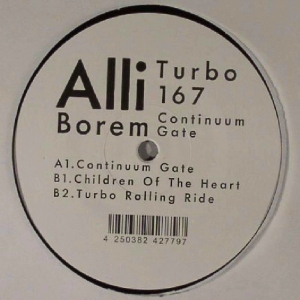 Alli
Borem
Turbo
167
Continuum
Gate
A1.Continuum Gate
B1.Children Of The Heart
B2.Turbo Rolling Ride
4 250382 427797